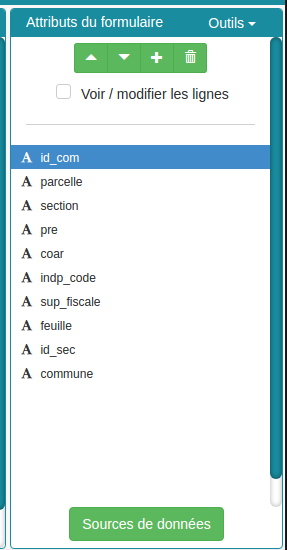 Attributs du formulaire Outils
Voir / modifier les lignes
A id_com
A parcelle
A section
A pre
A coar
A indp_code
A sup_fiscale
A feuille
A id_sec
A commune
Sources de données